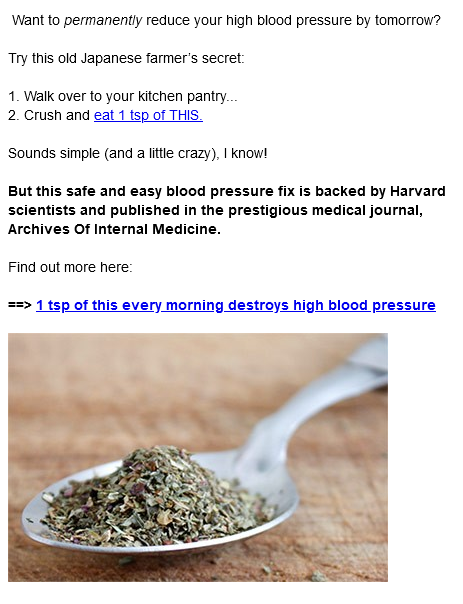 Want to permanently reduce your high blood pressure by tomorrow?
Try this old Japanese farmer’s secret:
1. Walk over to your kitchen pantry...
2. Crush and eat 1 tsp of THIS.
Sounds simple (and a little crazy), I know!
But this safe and easy blood pressure fix is backed by Harvard
scientists and published in the prestigious medical journal,
Archives Of Internal Medicine.
Find out more here:
==> 1 tsp of this every morning destroys high blood pressure